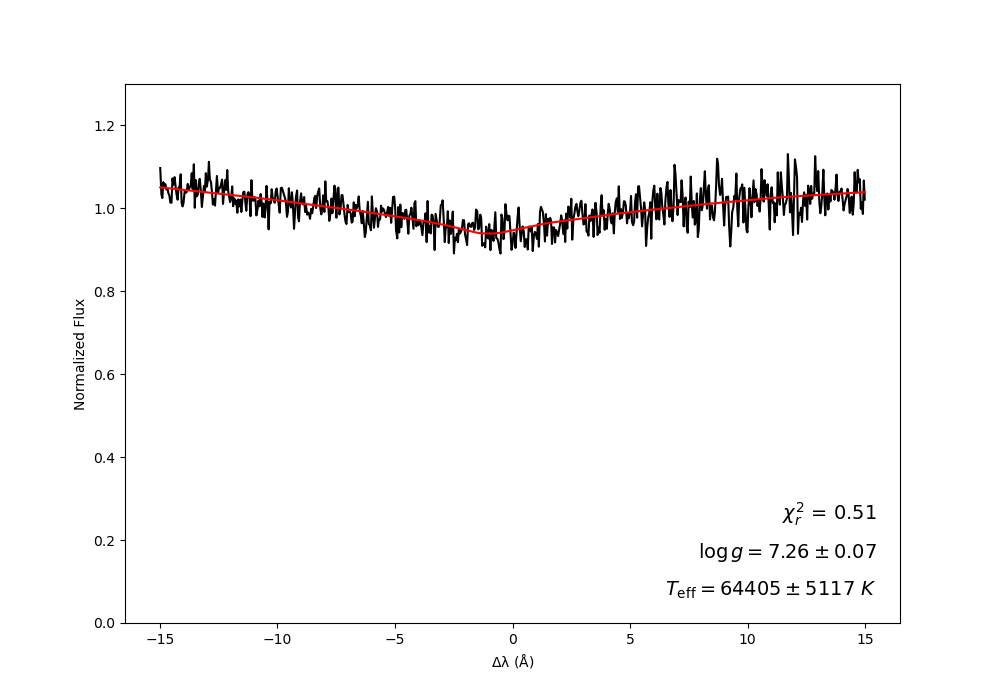 1.2
1.0
0.8
0.6
0.4
0.2
0.0
Normalized Flux
χ²ᵣ = 0.51
log g = 7.26 ± 0.07
T_eff = 64405 ± 5117 K
−15 −10 −5 0 5 10 15
Δλ (Å)